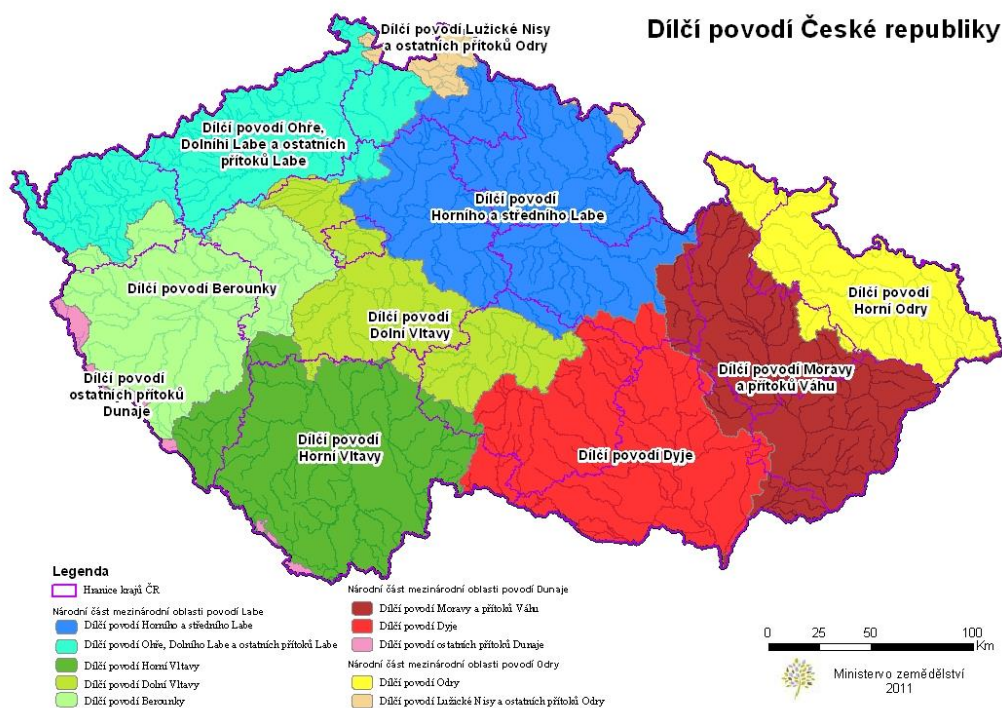 Dílčí povodí České republiky
Dílčí povodí Lužické Nisy
a ostatních přítoků Odry
Dílčí povodí Ohře,
Dolníhi Labe a ostatních
přítoků Labe
Dílčí povodí
Horního a středního Labe
Dílčí povodí Berounky
Dílčí povodí
Dolní Vltavy
Dílčí povodí
Horní Odry
Dílčí povodí Moravy
a přítoků Váhu
Dílčí povodí
ostatních přítoků
Dunaje
Dílčí povodí
Horní Vltavy
Dílčí povodí Dyje
Legenda
Hranice krajů ČR
Národní část mezinárodní oblasti povodí Labe
Dílčí povodí Horního a středního Labe
Dílčí povodí Ohře, Dolního Labe a ostatních přítoků Labe
Dílčí povodí Horní Vltavy
Dílčí povodí Dolní Vltavy
Dílčí povodí Berounky
Národní část mezinárodní oblasti povodí Dunaje
Dílčí povodí Moravy a přítoků Váhu
Dílčí povodí Dyje
Dílčí povodí ostatních přítoků Dunaje
Národní část mezinárodní oblasti povodí Odry
Dílčí povodí Odry
Dílčí povodí Lužické Nisy a ostatních přítoků Odry
0 25 50 100
Km
Ministerstvo zemědělství
2011